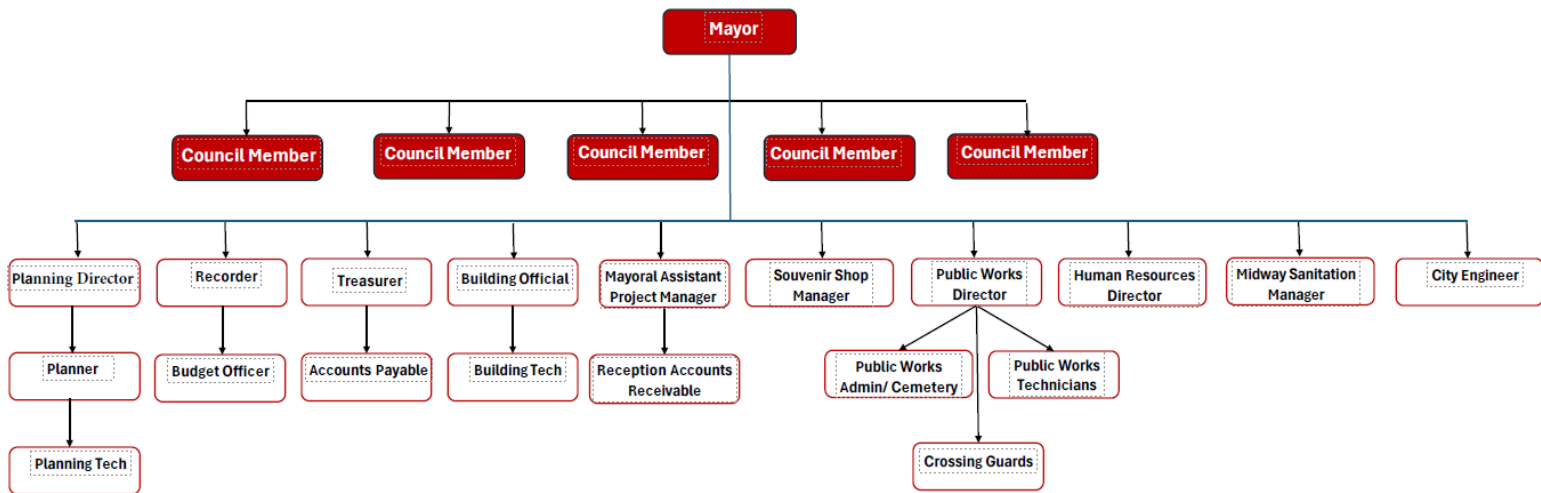 Mayor
Council Member
Council Member
Council Member
Council Member
Council Member
Planning Director
Recorder
Treasurer
Building Official
Mayoral Assistant
Project Manager
Souvenir Shop
Manager
Public Works
Director
Human Resources
Director
Midway Sanitation
Manager
City Engineer
Planner
Budget Officer
Accounts Payable
Building Tech
Reception Accounts
Receivable
Public Works
Admin/ Cemetery
Public Works
Technicians
Planning Tech
Crossing Guards